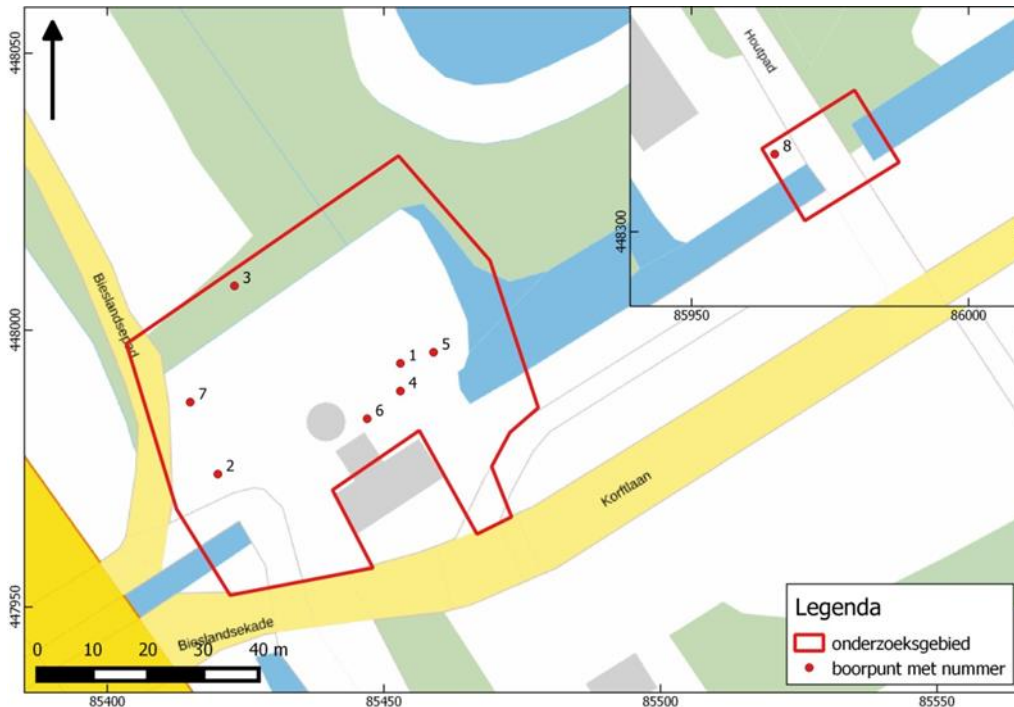 448050
448000
447950
85400
85450
85500
85550
Bieslandsepad
3
7
2
1
5
4
6
Korftlaan
Bieslandsekade
0 10 20 30 40 m
Houtpad
8
448300
85950
86000
Legenda
onderzoeksgebied
boorpunt met nummer